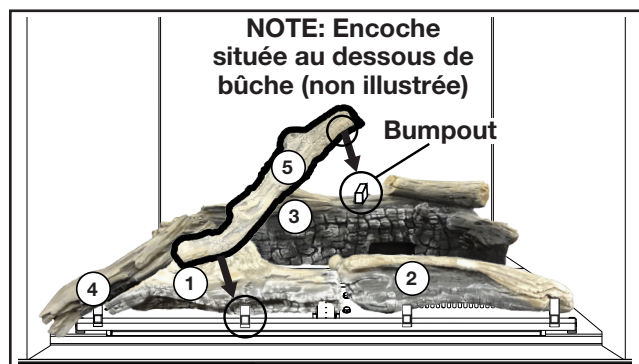 NOTE: Encoche
située au dessous de
bûche (non illustrée)
Bumpout
5
3
4
1
2